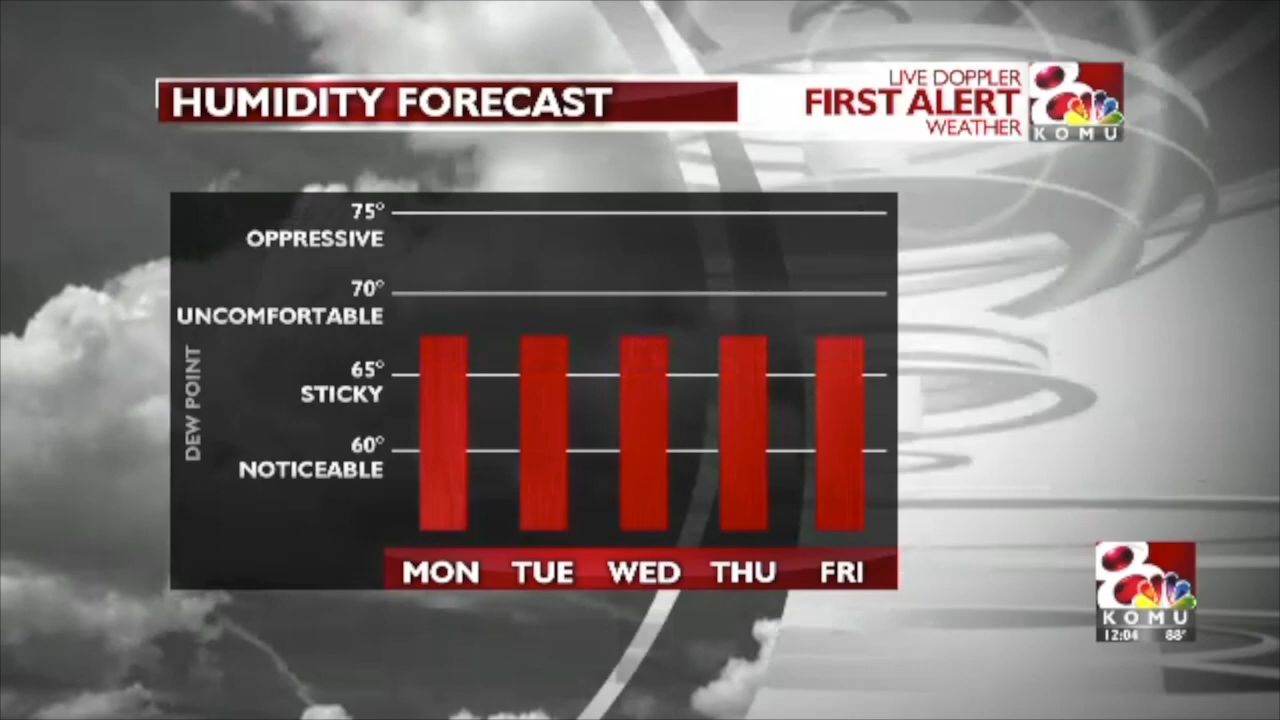 HUMIDITY FORECAST
LIVE DOPPLER
FIRST ALERT
WEATHER
KOMU
75°
OPPRESSIVE
70°
UNCOMFORTABLE
65°
STICKY
60°
NOTICEABLE
DEW POINT
MON TUE WED THU FRI
KOMU
12:04 88°